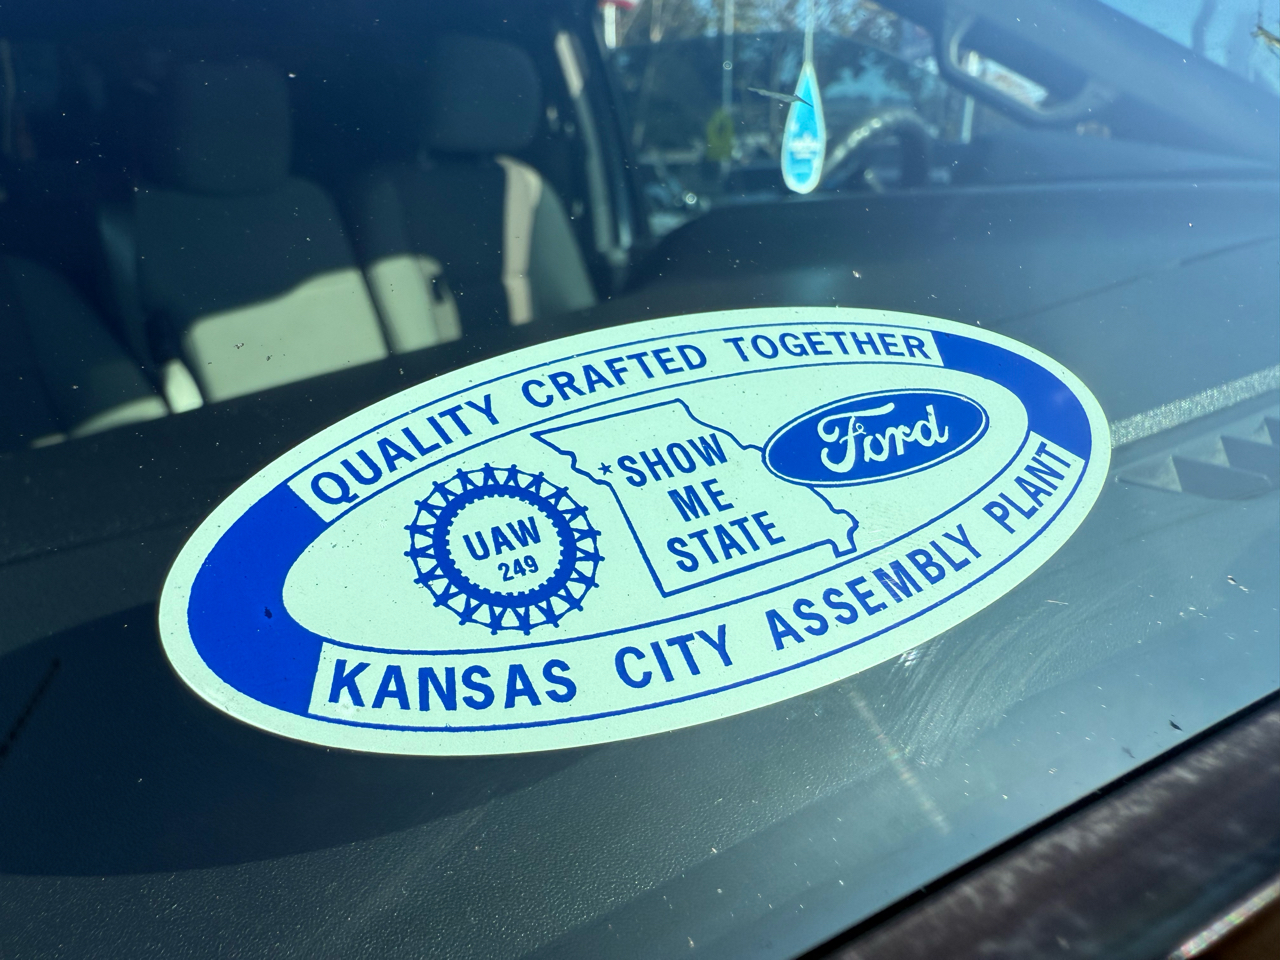 QUALITY CRAFTED TOGETHER
UAW
249
SHOW
ME
STATE
Ford
KANSAS CITY ASSEMBLY PLANT